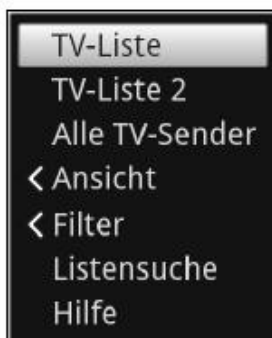 TV-Liste
TV-Liste 2
Alle TV-Sender
< Ansicht
< Filter
Listensuche
Hilfe